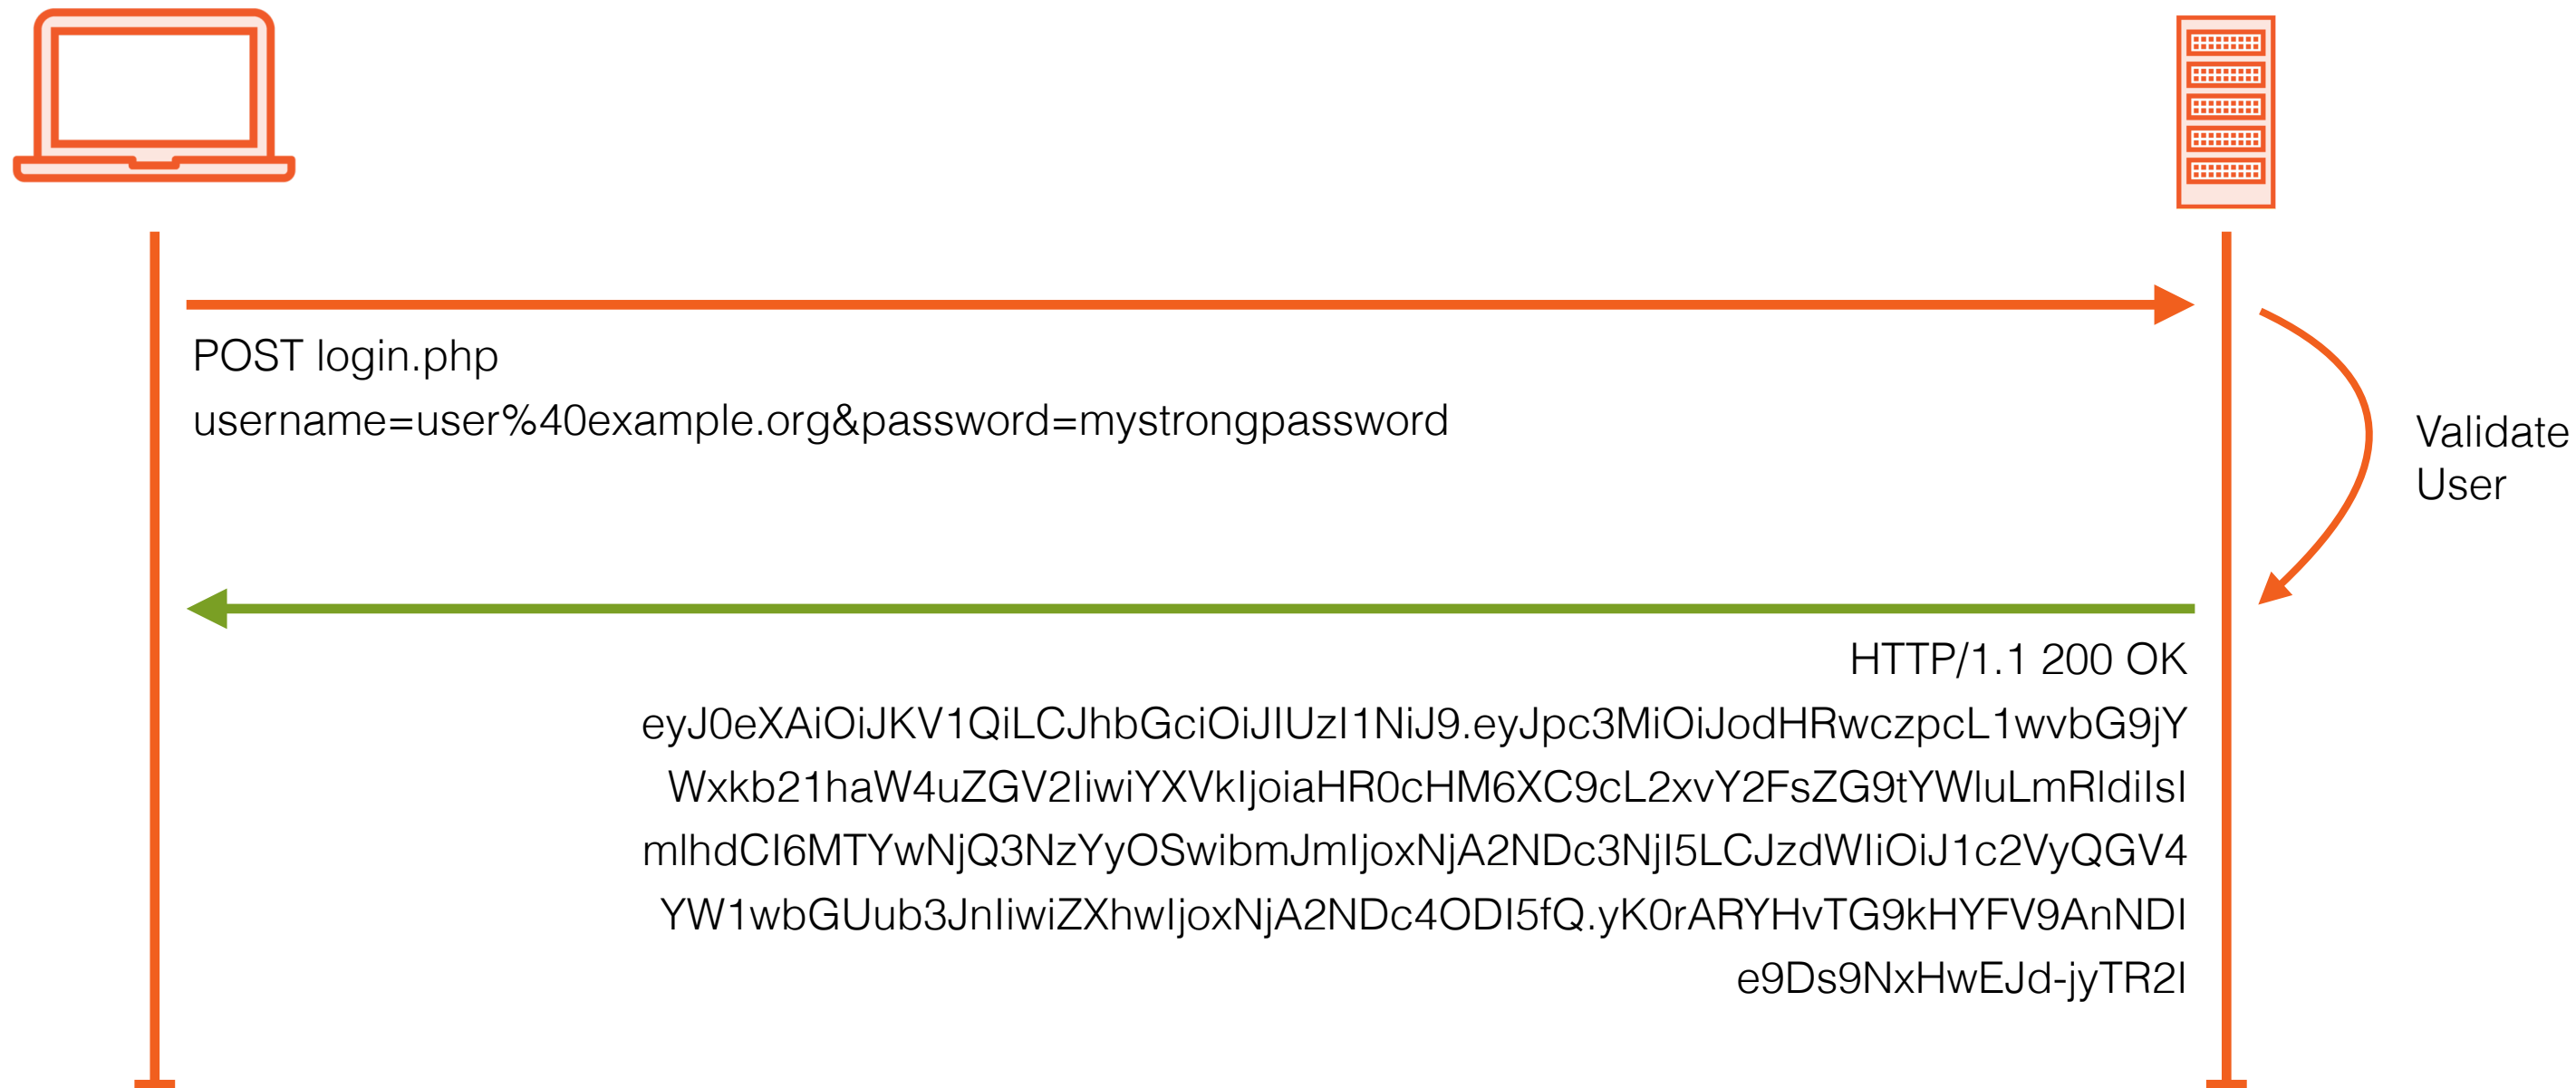 POST login.php
username=user%40example.org&password=mystrongpassword
Validate
User
HTTP/1.1 200 OK
eyJ0eXAiOiJKV1QiLCJhbGciOiJIUzI1NiJ9.eyJpc3MiOiJodHRwczpcL1wvbG9jY
Wxkb21haW4uZGV2IiwiYXVkIjoiaHR0cHM6XC9cL2xvY2FsZG9tYWluLmRldiIsI
mlhdCI6MTYwNjQ3NzYyOSwibmJmIjoxNjA2NDc3NjI5LCJzdWIiOiJ1c2VyQGV4
YW1wbGUub3JnIiwiZXhwIjoxNjA2NDc4ODI5fQ.yK0rARYHvTG9kHYFV9AnNDI
e9Ds9NxHwEJd-jyTR2I